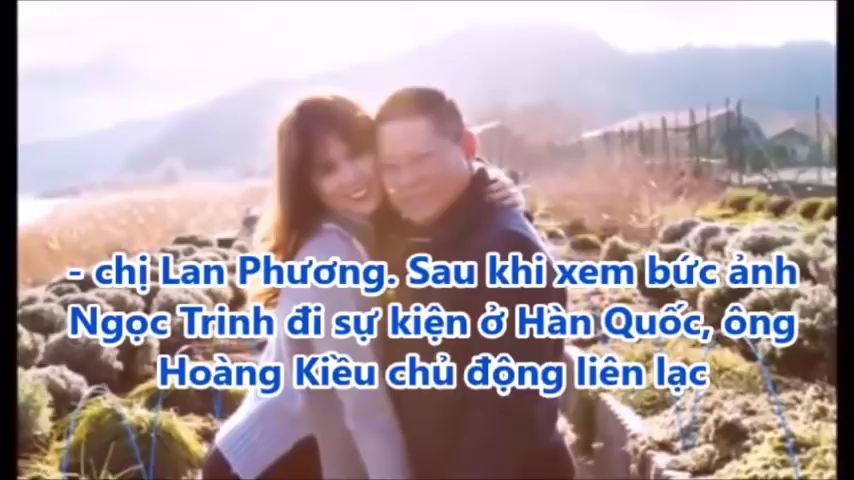 - chị Lan Phương. Sau khi xem bức ảnh
Ngọc Trinh đi sự kiện ở Hàn Quốc, ông
Hoàng Kiều chủ động liên lạc